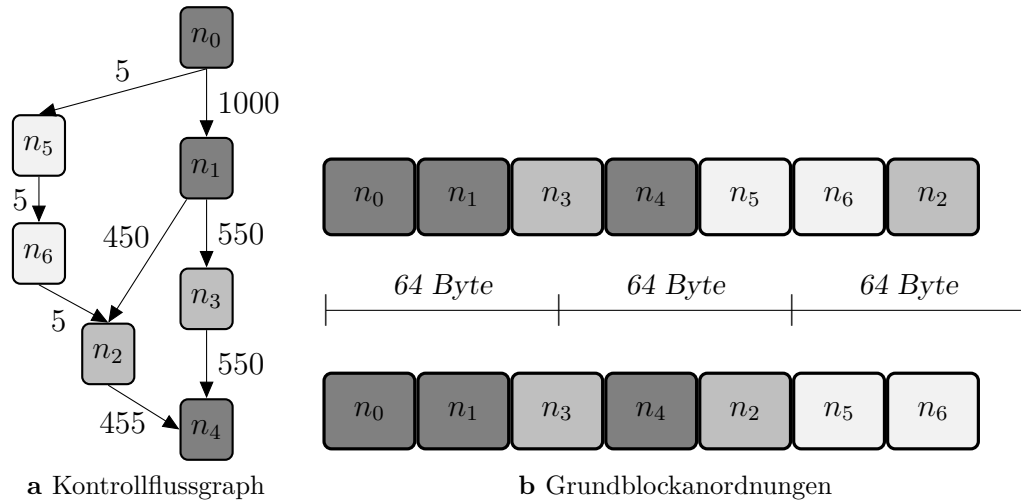 n₀
5
1000
n₅
n₁
5
450
550
n₆
n₃
5
n₂
550
455
n₄
a Kontrollflussgraph
n₀ n₁ n₃ n₄ n₅ n₆ n₂
64 Byte 64 Byte 64 Byte
n₀ n₁ n₃ n₄ n₂ n₅ n₆
b Grundblockanordnungen